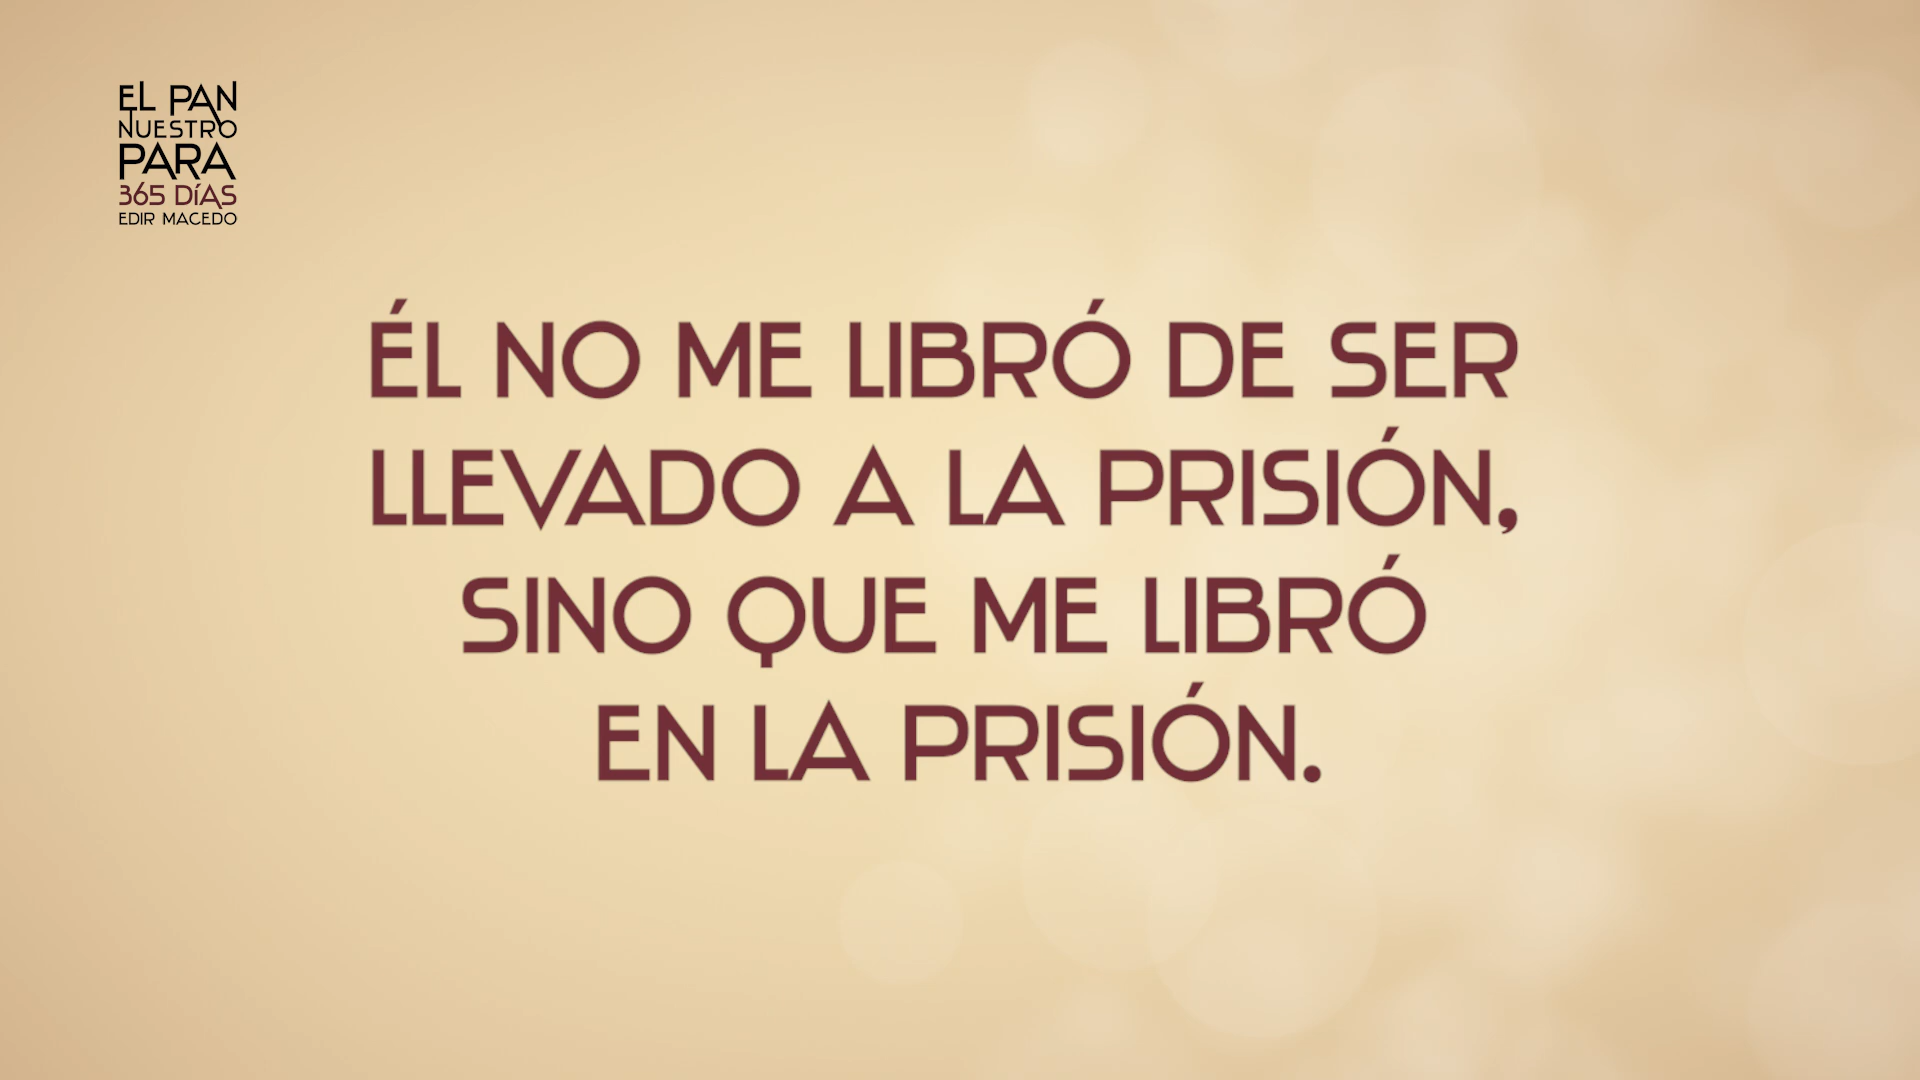 EL PAN
NUESTRO
PARA
365 DÍAS
EDIR MACEDO
ÉL NO ME LIBRÓ DE SER
LLEVADO A LA PRISIÓN,
SINO QUE ME LIBRÓ
EN LA PRISIÓN.